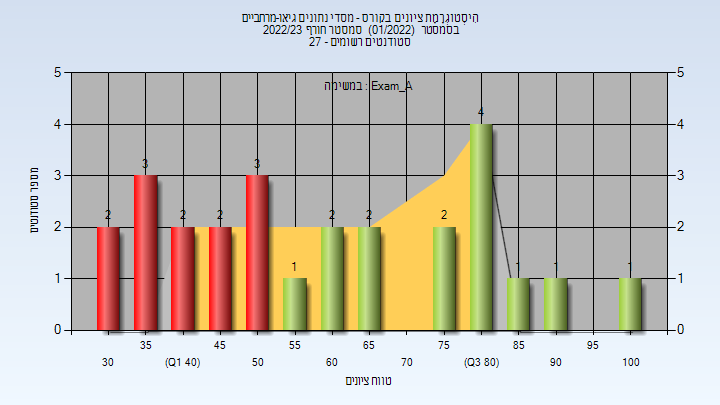 הִיסְטוֹגְרָמַת ציונים בקורס - מסדי נתונים גיאו-מרחביים
בסמסטר (01/2022) סמסטר חורף 2022/23
סטודנטים רשומים - 27
במשימה : Exam_A
מספר סטודנטים
5 5
4 4
3 3
2 2
1 1
0 0
2 3 2 2 3 1 2 2 2 4 1 1 1
35 45 55 65 75 85 95
30 (Q1 40) 50 60 70 (Q3 80) 90 100
טווח ציונים